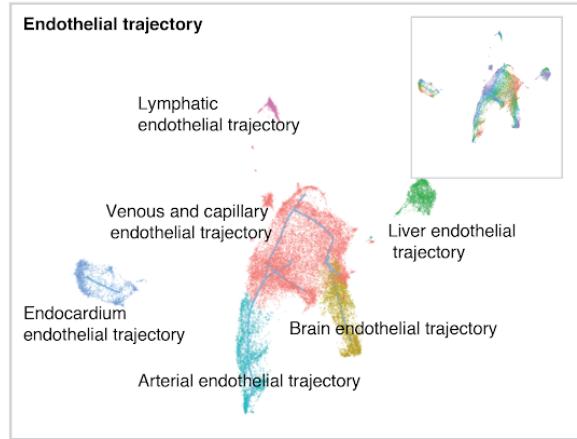 Endothelial trajectory
Lymphatic
endothelial trajectory
Venous and capillary
endothelial trajectory
Liver endothelial
trajectory
Endocardium
endothelial trajectory
Brain endothelial trajectory
Arterial endothelial trajectory